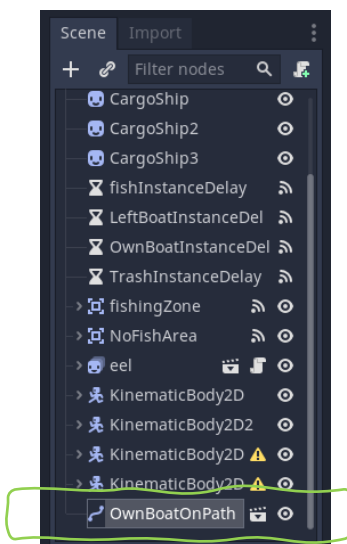 Scene Import
Filter nodes
CargoShip
CargoShip2
CargoShip3
fishInstanceDelay
LeftBoatInstanceDel
OwnBoatInstanceDel
TrashInstanceDelay
fishingZone
NoFishArea
eel
KinematicBody2D
KinematicBody2D2
KinematicBody2D
KinematicBody2D
OwnBoatOnPath